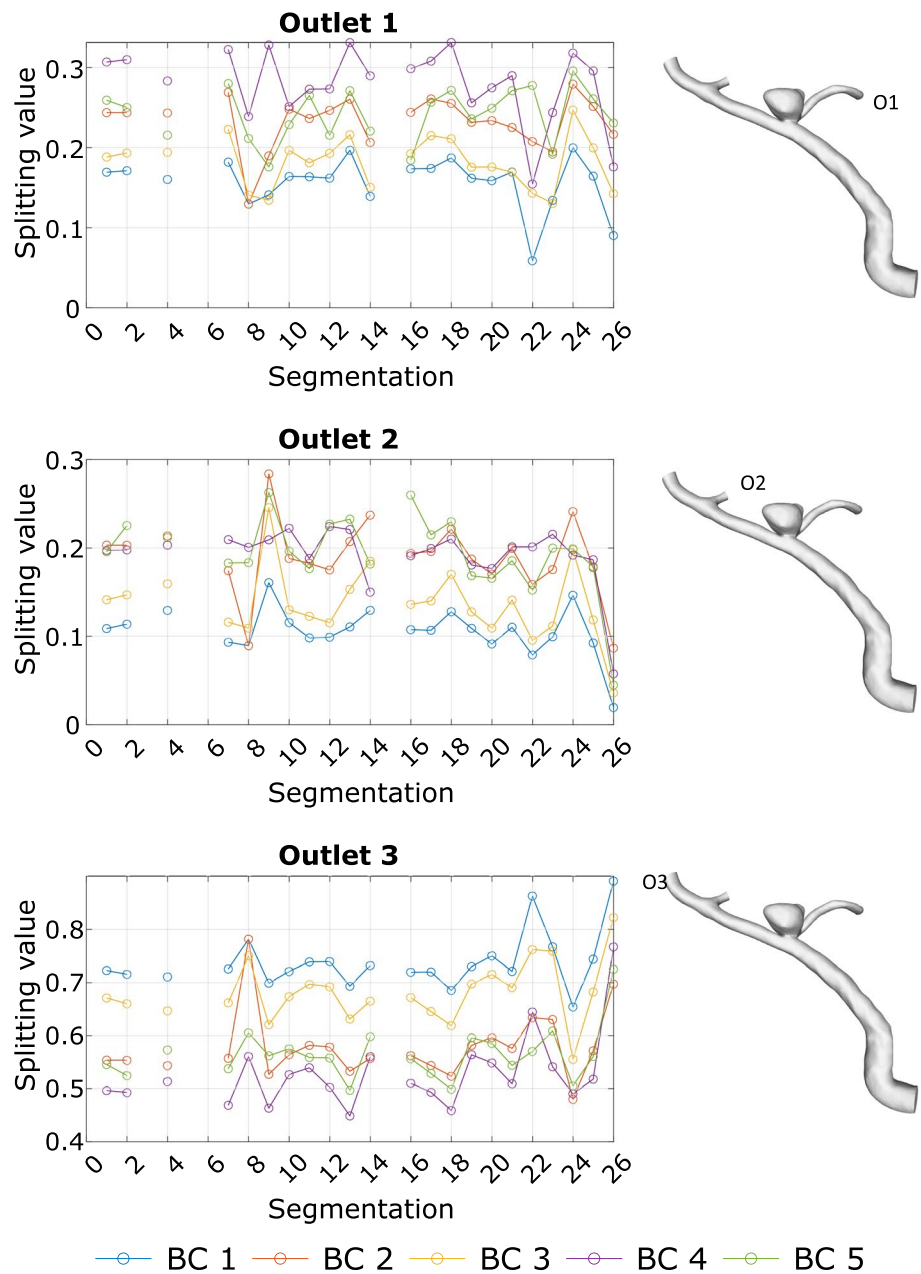 Outlet 1
Splitting value
0.3
0.2
0.1
0
0 2 4 6 8 10 12 14 16 18 20 22 24 26
Segmentation
O1
Outlet 2
Splitting value
0.3
0.2
0.1
0
0 2 4 6 8 10 12 14 16 18 20 22 24 26
Segmentation
O2
Outlet 3
Splitting value
0.8
0.7
0.6
0.5
0.4
0 2 4 6 8 10 12 14 16 18 20 22 24 26
Segmentation
O3
BC 1 BC 2 BC 3 BC 4 BC 5